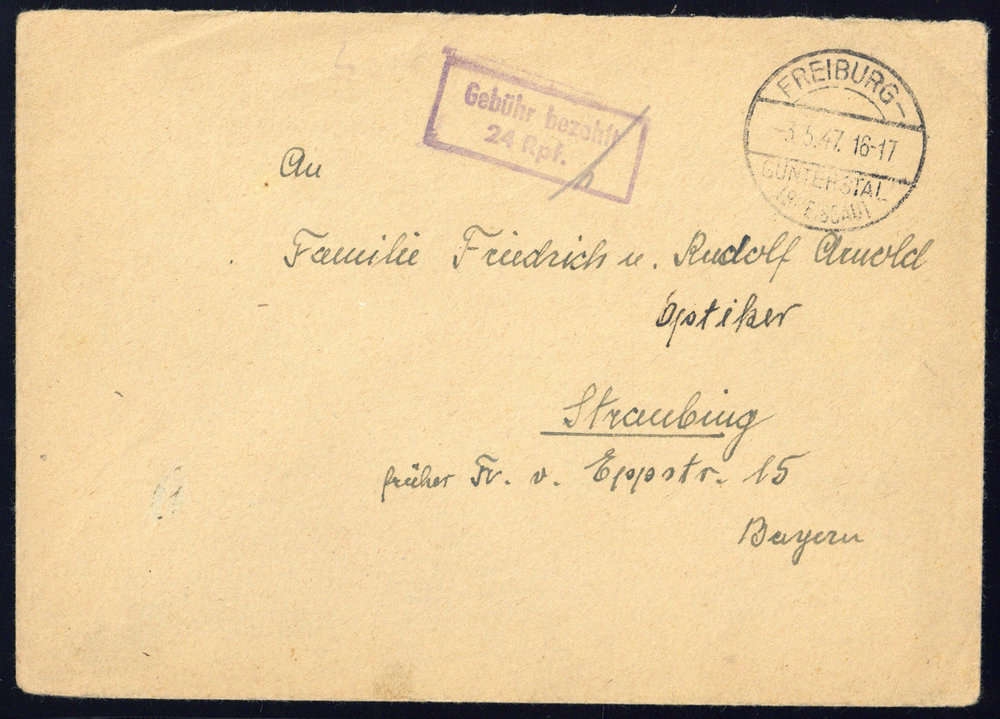 Gebühr bezahlt
24 Rpf.
FREIBURG-
-3.5.47. 16-17
GÜNTERSTAL
(BREISGAU)
An
Familie Friedrich u. Rudolf Arnold
Optiker
Straubing
früher Fr. v. Eppstr. 15
Bayern